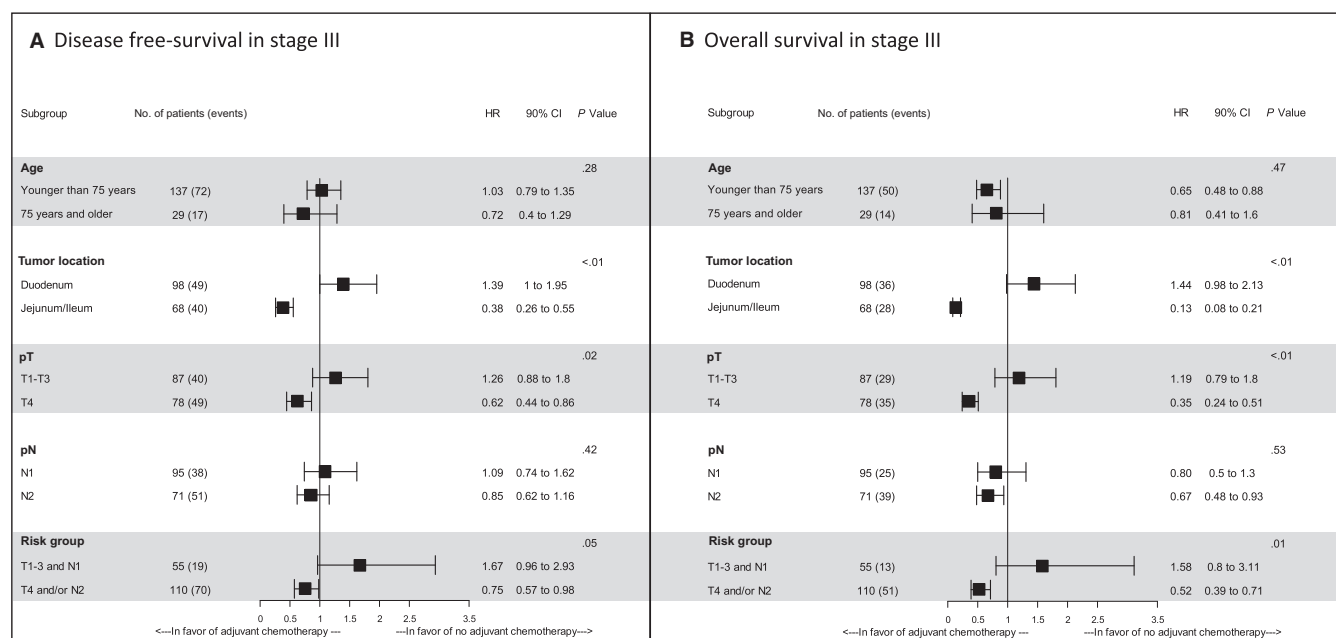 A Disease free-survival in stage III
Subgroup No. of patients (events) HR 90% CI P Value
Age .28
Younger than 75 years 137 (72) 1.03 0.79 to 1.35
75 years and older 29 (17) 0.72 0.4 to 1.29
Tumor location <.01
Duodenum 98 (49) 1.39 1 to 1.95
Jejunum/Ileum 68 (40) 0.38 0.26 to 0.55
pT .02
T1-T3 87 (40) 1.26 0.88 to 1.8
T4 78 (49) 0.62 0.44 to 0.86
pN .42
N1 95 (38) 1.09 0.74 to 1.62
N2 71 (51) 0.85 0.62 to 1.16
Risk group .05
T1-3 and N1 55 (19) 1.67 0.96 to 2.93
T4 and/or N2 110 (70) 0.75 0.57 to 0.98
0 0.5 1 1.5 2 2.5 3.5
<---In favor of adjuvant chemotherapy --- ---In favor of no adjuvant chemotherapy--->
B Overall survival in stage III
Subgroup No. of patients (events) HR 90% CI P Value
Age .47
Younger than 75 years 137 (50) 0.65 0.48 to 0.88
75 years and older 29 (14) 0.81 0.41 to 1.6
Tumor location <.01
Duodenum 98 (36) 1.44 0.98 to 2.13
Jejunum/Ileum 68 (28) 0.13 0.08 to 0.21
pT <.01
T1-T3 87 (29) 1.19 0.79 to 1.8
T4 78 (35) 0.35 0.24 to 0.51
pN .53
N1 95 (25) 0.80 0.5 to 1.3
N2 71 (39) 0.67 0.48 to 0.93
Risk group .01
T1-3 and N1 55 (13) 1.58 0.8 to 3.11
T4 and/or N2 110 (51) 0.52 0.39 to 0.71
0 0.5 1 1.5 2 2.5 3.5
<---In favor of adjuvant chemotherapy --- ---In favor of no adjuvant chemotherapy--->